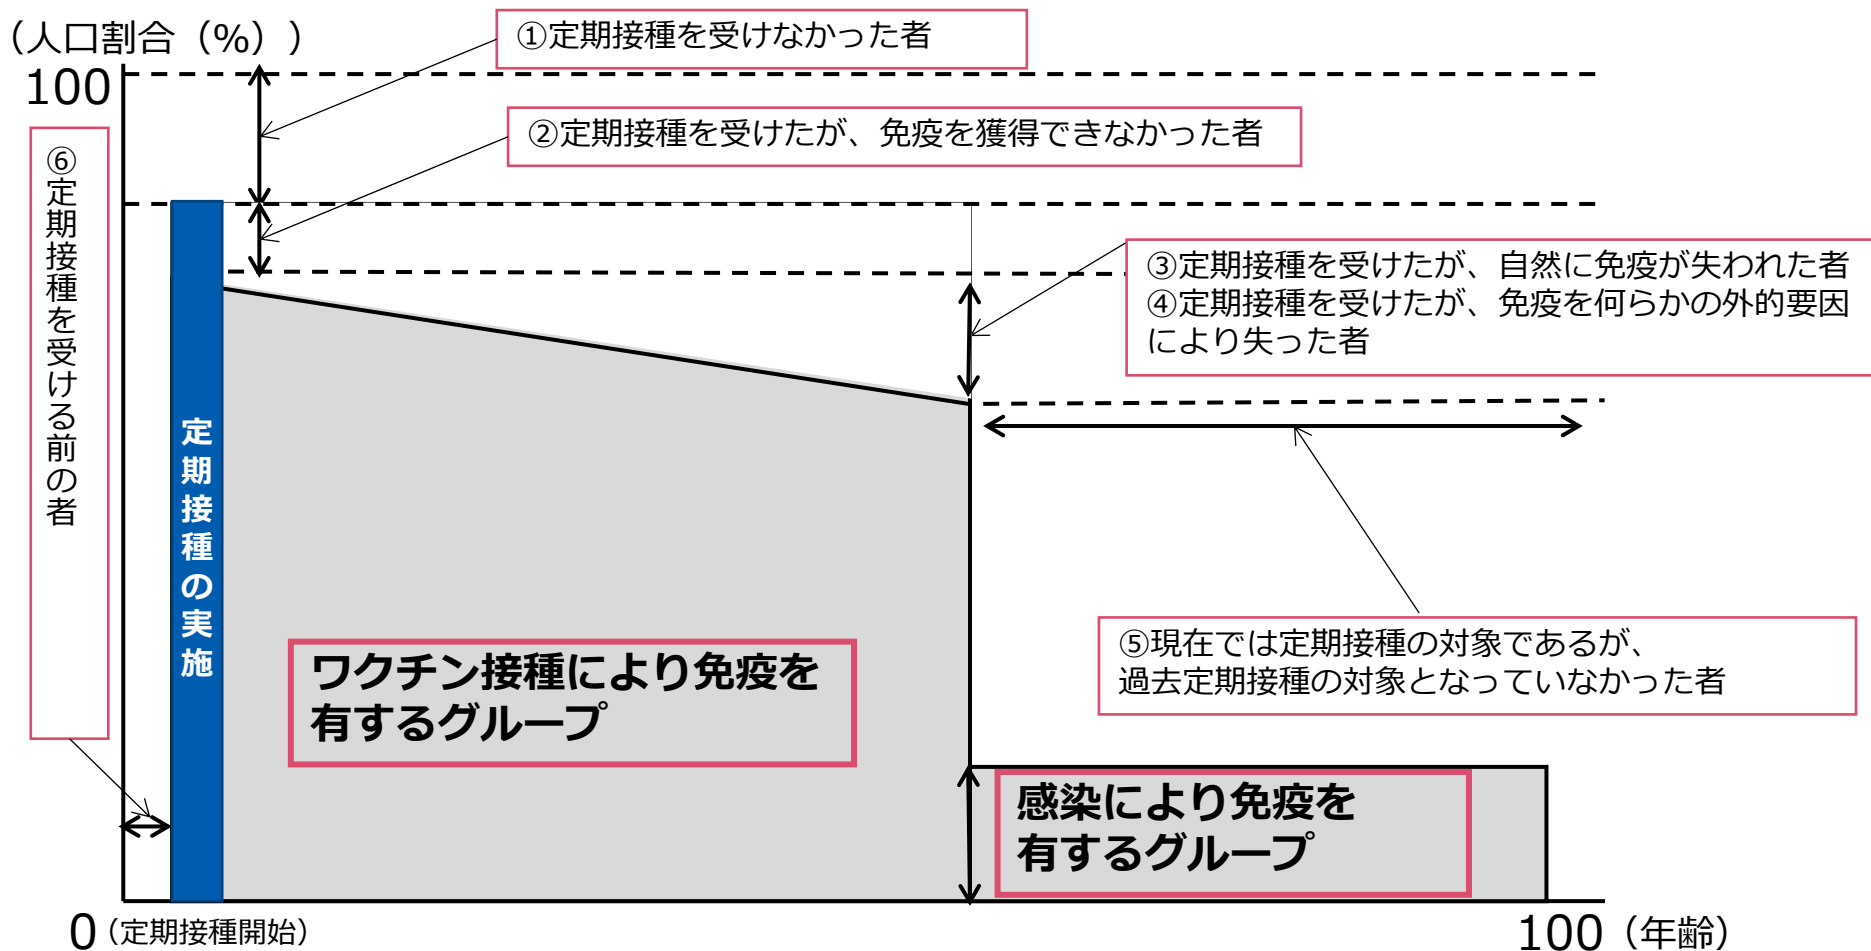 （人口割合（%））
100
①定期接種を受けなかった者
②定期接種を受けたが、免疫を獲得できなかった者
⑥定期接種を受ける前の者
③定期接種を受けたが、自然に免疫が失われた者
④定期接種を受けたが、免疫を何らかの外的要因
により失った者
定期接種の実施
⑤現在では定期接種の対象であるが、
過去定期接種の対象となっていなかった者
ワクチン接種により免疫を
有するグループ
感染により免疫を
有するグループ
0（定期接種開始）
100（年齢）